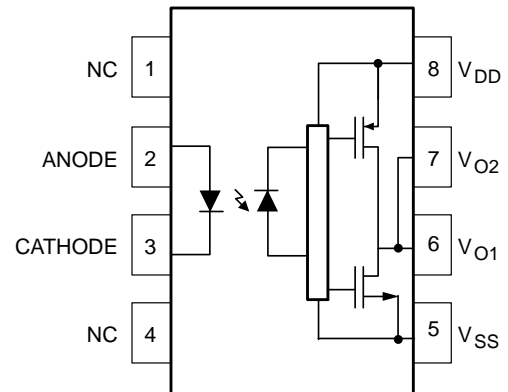 NC 1
ANODE 2
CATHODE 3
NC 4
8 VDD
7 VO2
6 VO1
5 VSS